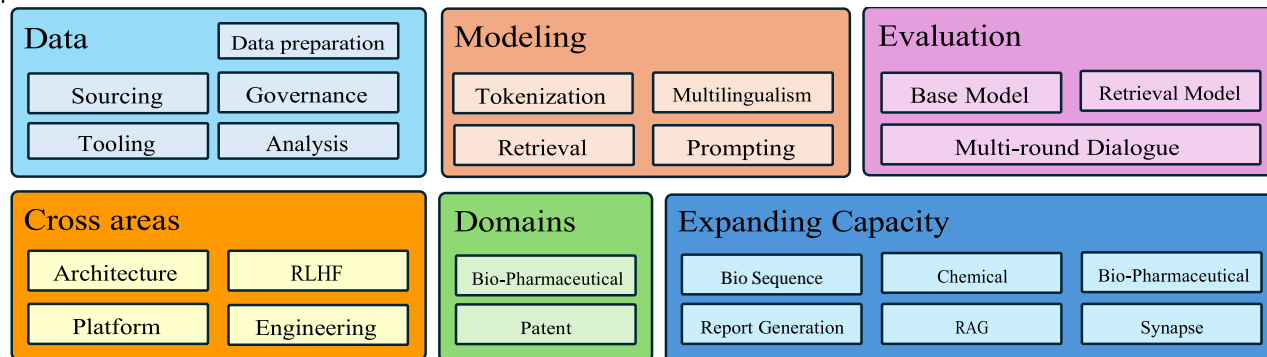 Data
Data preparation
Sourcing
Governance
Tooling
Analysis
Modeling
Tokenization
Multilingualism
Retrieval
Prompting
Evaluation
Base Model
Retrieval Model
Multi-round Dialogue
Cross areas
Architecture
RLHF
Platform
Engineering
Domains
Bio-Pharmaceutical
Patent
Expanding Capacity
Bio Sequence
Chemical
Bio-Pharmaceutical
Report Generation
RAG
Synapse